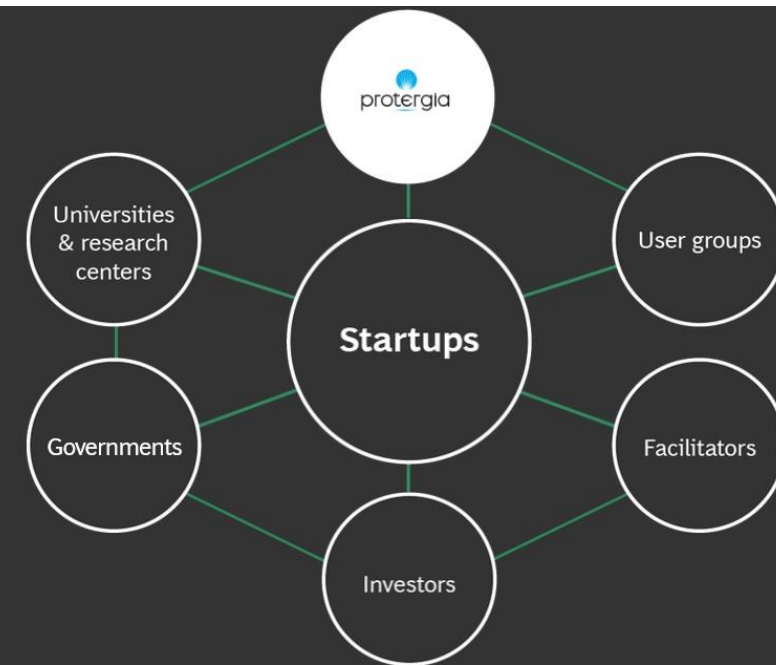 protergia
Universities
& research
centers
User groups
Startups
Governments
Facilitators
Investors